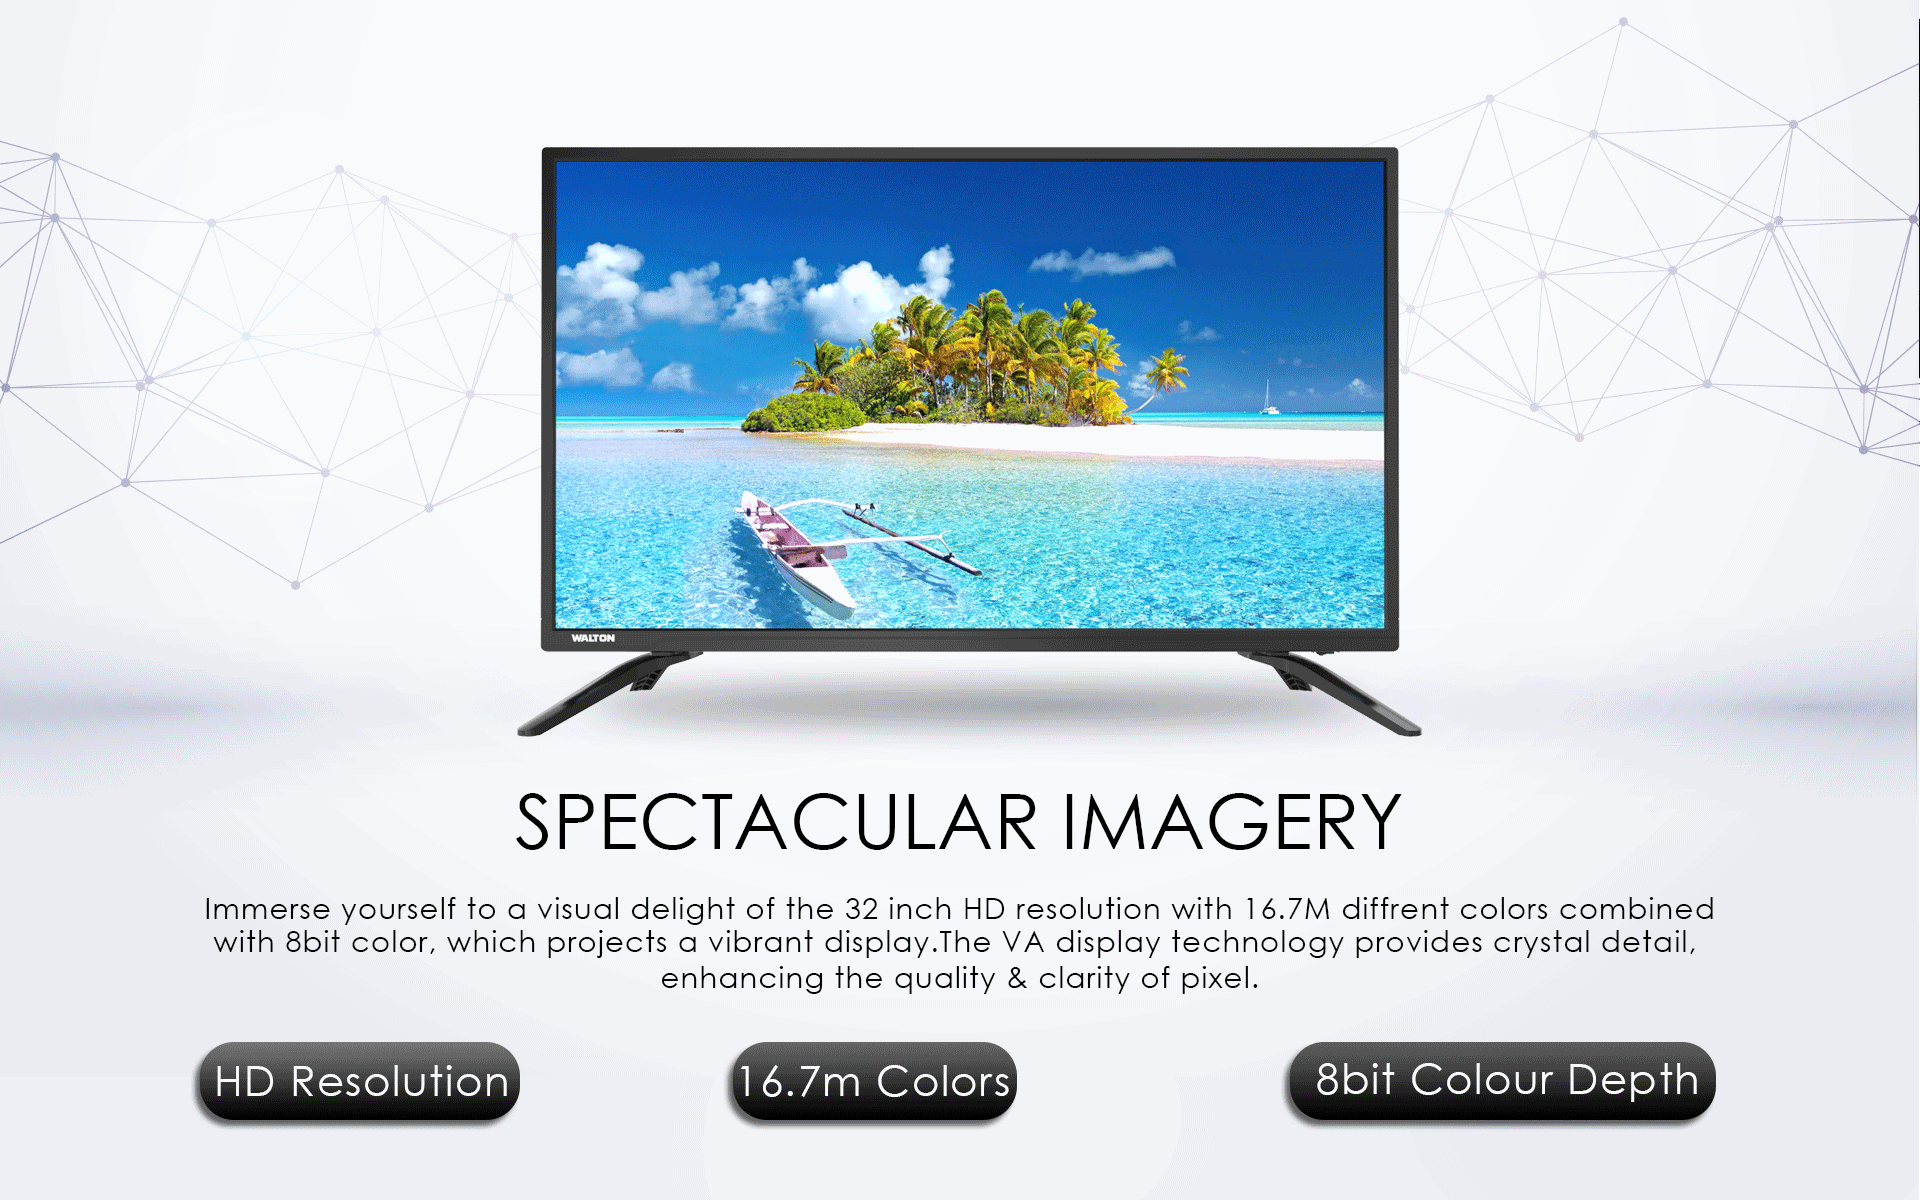 WALTON
SPECTACULAR IMAGERY
Immerse yourself to a visual delight of the 32 inch HD resolution with 16.7M diffrent colors combined
with 8bit color, which projects a vibrant display.The VA display technology provides crystal detail,
enhancing the quality & clarity of pixel.
HD Resolution
16.7m Colors
8bit Colour Depth